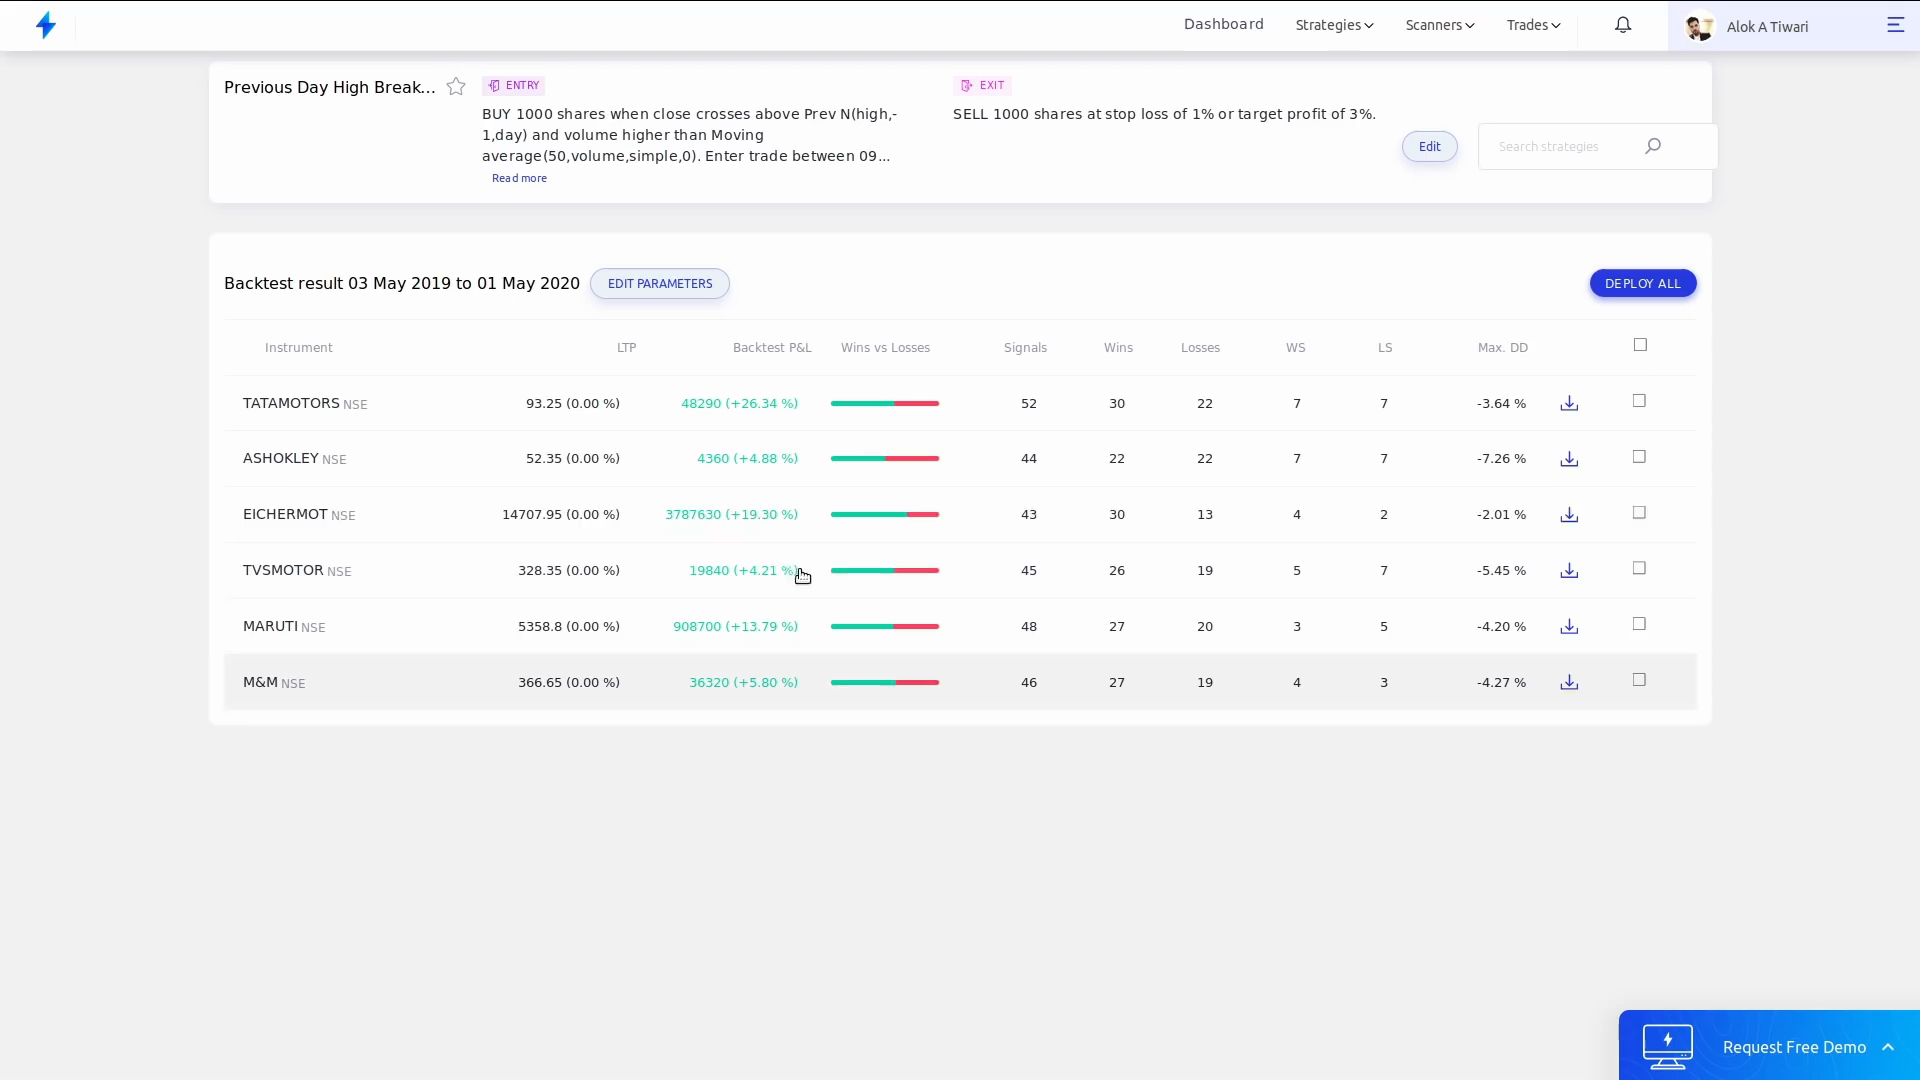 Dashboard Strategies Scanners Trades Alok A Tiwari
Previous Day High Break... ENTRY EXIT
BUY 1000 shares when close crosses above Prev N(high,- SELL 1000 shares at stop loss of 1% or target profit of 3%.
1,day) and volume higher than Moving
average(50,volume,simple,0). Enter trade between 09...
Edit Search strategies
Read more
Backtest result 03 May 2019 to 01 May 2020 EDIT PARAMETERS DEPLOY ALL
Instrument LTP Backtest P&L Wins vs Losses Signals Wins Losses WS LS Max. DD
TATAMOTORS NSE 93.25 (0.00 %) 48290 (+26.34 %) 52 30 22 7 7 -3.64 %
ASHOKLEY NSE 52.35 (0.00 %) 4360 (+4.88 %) 44 22 22 7 7 -7.26 %
EICHERMOT NSE 14707.95 (0.00 %) 3787630 (+19.30 %) 43 30 13 4 2 -2.01 %
TVSMOTOR NSE 328.35 (0.00 %) 19840 (+4.21 %) 45 26 19 5 7 -5.45 %
MARUTI NSE 5358.8 (0.00 %) 908700 (+13.79 %) 48 27 20 3 5 -4.20 %
M&M NSE 366.65 (0.00 %) 36320 (+5.80 %) 46 27 19 4 3 -4.27 %
Request Free Demo